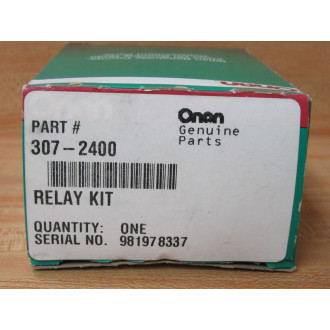 PART #
307-2400
RELAY KIT
QUANTITY: ONE
SERIAL NO. 981978337
Onan
Genuine
Parts